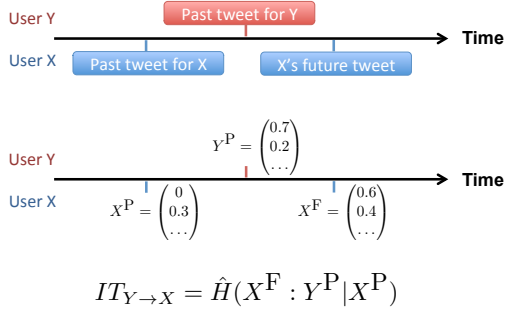 User Y
Past tweet for Y
Time
User X
Past tweet for X
X's future tweet
Y^P = (0.7 0.2 ...)
User Y
Time
User X
X^P = (0 0.3 ...)
X^F = (0.6 0.4 ...)
IT_{Y→X} = Ĥ(X^F : Y^P|X^P)